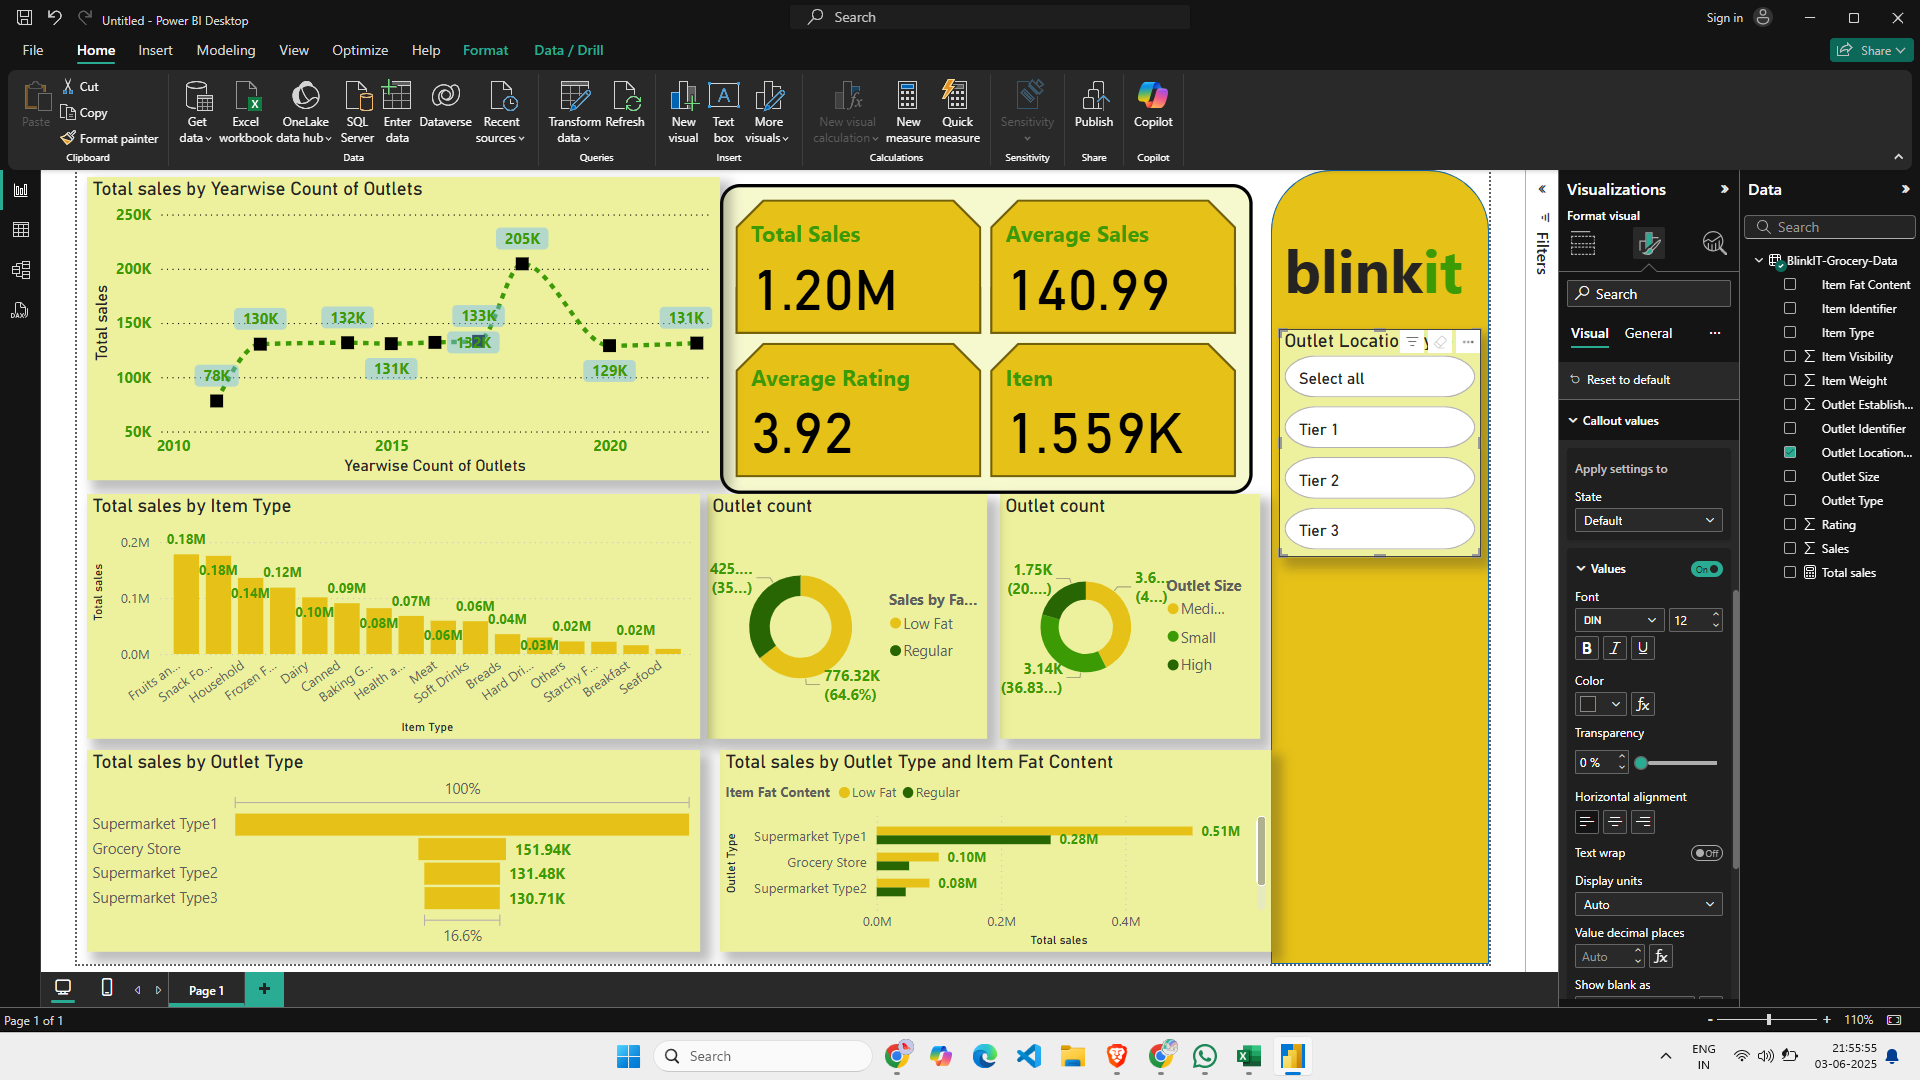 Untitled - Power BI Desktop
Search
Sign in
File Home Insert Modeling View Optimize Help Format Data / Drill
Share
Paste
Cut
Copy
Format painter
Clipboard
Get data
Excel workbook
OneLake data hub
SQL Server
Enter data
Dataverse
Recent sources
Data
Transform data
Refresh
Queries
New visual
Text box
More visuals
Insert
New visual calculation
New measure
Quick measure
Calculations
Sensitivity
Sensitivity
Publish
Share
Copilot
Copilot
Total sales by Yearwise Count of Outlets
250K
200K
150K
100K
50K
Total sales
78K
130K
132K
131K
133K
132K
205K
129K
131K
2010 2015 2020
Yearwise Count of Outlets
Total Sales
1.20M
Average Sales
140.99
Average Rating
3.92
Item
1.559K
blinkit
Outlet Locatio
Select all
Tier 1
Tier 2
Tier 3
Total sales by Item Type
0.2M
0.1M
0.0M
Total sales
0.18M
0.18M
0.14M
0.12M
0.10M
0.09M
0.08M
0.07M
0.06M
0.06M
0.04M
0.03M
0.02M
0.02M
Fruits an...
Snack Fo...
Household
Frozen F...
Dairy
Canned
Baking G...
Health a...
Meat
Soft Drinks
Breads
Hard Dri...
Others
Starchy F...
Breakfast
Seafood
Item Type
Outlet count
425....
(35...)
776.32K
(64.6%)
Sales by Fa...
Low Fat
Regular
Outlet count
1.75K
(20....)
3.6...
(4...)
3.14K
(36.83...)
Outlet Size
Medi...
Small
High
Total sales by Outlet Type
100%
Supermarket Type1
Grocery Store 151.94K
Supermarket Type2 131.48K
Supermarket Type3 130.71K
16.6%
Total sales by Outlet Type and Item Fat Content
Item Fat Content Low Fat Regular
Outlet Type
Supermarket Type1 0.51M
0.28M
Grocery Store 0.10M
Supermarket Type2 0.08M
0.0M 0.2M 0.4M
Total sales
Filters
Visualizations
Format visual
Search
Visual General
Reset to default
Callout values
Apply settings to
State
Default
Values On
Font
DIN 12
B I U
Color
fx
Transparency
0 %
Horizontal alignment
Text wrap Off
Display units
Auto
Value decimal places
Auto fx
Show blank as
Data
Search
BlinkIT-Grocery-Data
Item Fat Content
Item Identifier
Item Type
Item Visibility
Item Weight
Outlet Establish...
Outlet Identifier
Outlet Location...
Outlet Size
Outlet Type
Rating
Sales
Total sales
Page 1
Page 1 of 1
110%
Search
ENG
IN
21:55:55
03-06-2025